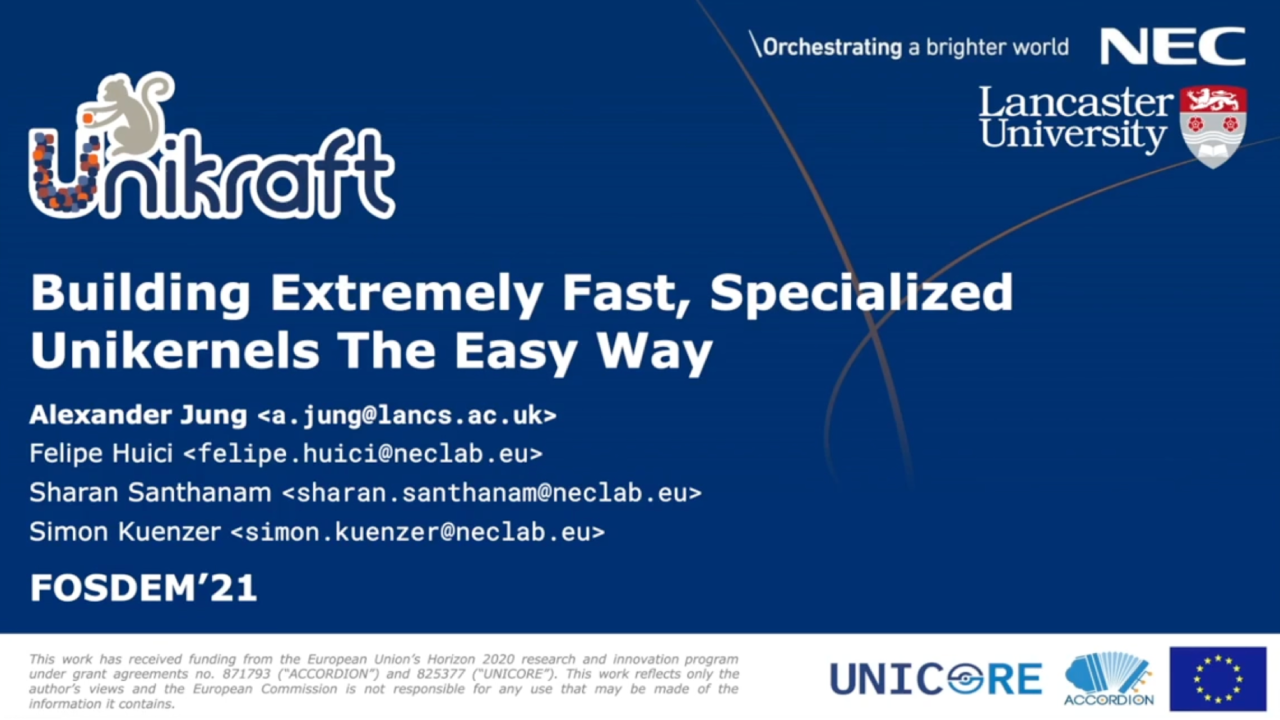 \Orchestrating a brighter world NEC
Lancaster
University
Unikraft
Building Extremely Fast, Specialized
Unikernels The Easy Way
Alexander Jung <a.jung@lancs.ac.uk>
Felipe Huici <felipe.huici@neclab.eu>
Sharan Santhanam <sharan.santhanam@neclab.eu>
Simon Kuenzer <simon.kuenzer@neclab.eu>
FOSDEM’21
This work has received funding from the European Union’s Horizon 2020 research and innovation program
under grant agreements no. 871793 (“ACCORDION”) and 825377 (“UNICORE”). This work reflects only the
author’s views and the European Commission is not responsible for any use that may be made of the
information it contains.
UNICORE
ACCORDION